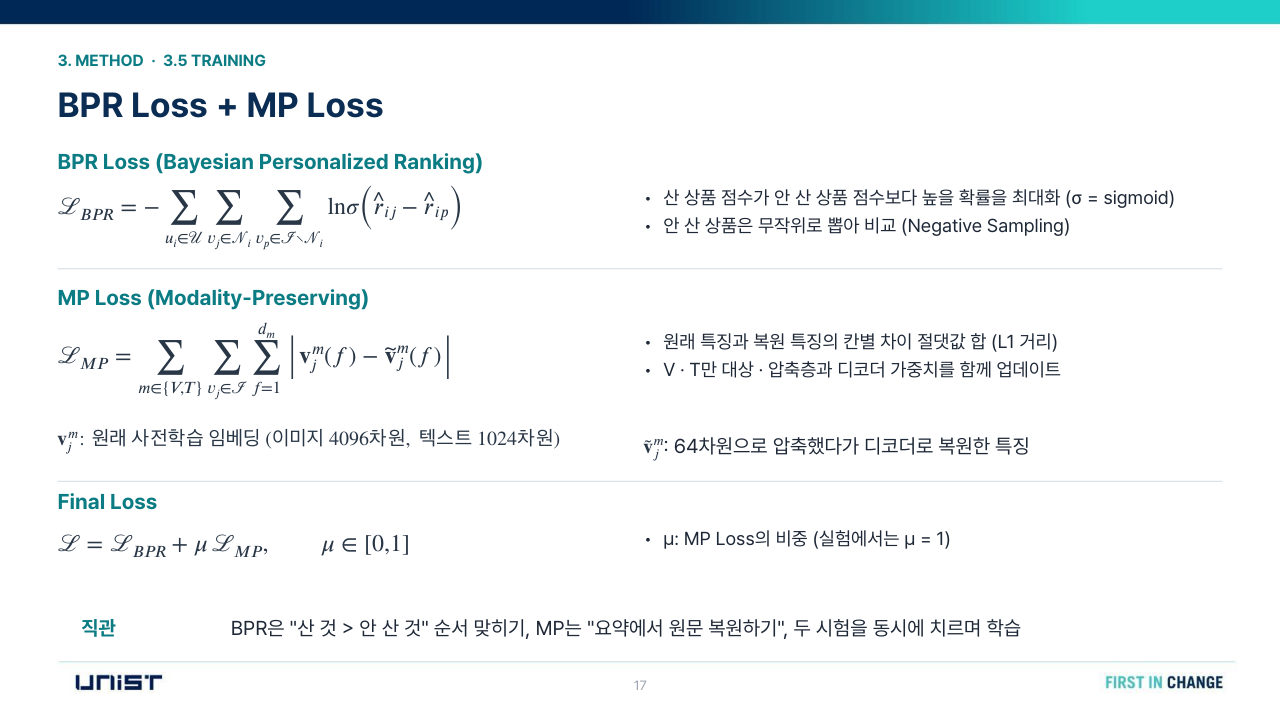 3. METHOD · 3.5 TRAINING
BPR Loss + MP Loss
BPR Loss (Bayesian Personalized Ranking)
ℒ_BPR = − ∑_{u_i∈𝒰} ∑_{v_j∈𝒩_i} ∑_{v_p∈ℐ∖𝒩_i} lnσ(r̂_{ij} − r̂_{ip})
• 산 상품 점수가 안 산 상품 점수보다 높을 확률을 최대화 (σ = sigmoid)
• 안 산 상품은 무작위로 뽑아 비교 (Negative Sampling)
MP Loss (Modality-Preserving)
ℒ_MP = ∑_{m∈{V,T}} ∑_{v_j∈ℐ} ∑_{f=1}^{d_m} |𝐯_j^m(f) − 𝐯̃_j^m(f)|
• 원래 특징과 복원 특징의 칸별 차이 절댓값 합 (L1 거리)
• V · T만 대상 · 압축층과 디코더 가중치를 함께 업데이트
𝐯_j^m: 원래 사전학습 임베딩 (이미지 4096차원, 텍스트 1024차원)
𝐯̃_j^m: 64차원으로 압축했다가 디코더로 복원한 특징
Final Loss
ℒ = ℒ_BPR + μ ℒ_MP, μ ∈ [0,1]
• μ: MP Loss의 비중 (실험에서는 μ = 1)
직관
BPR은 "산 것 > 안 산 것" 순서 맞히기, MP는 "요약에서 원문 복원하기", 두 시험을 동시에 치르며 학습
UNIST
17
FIRST IN CHANGE